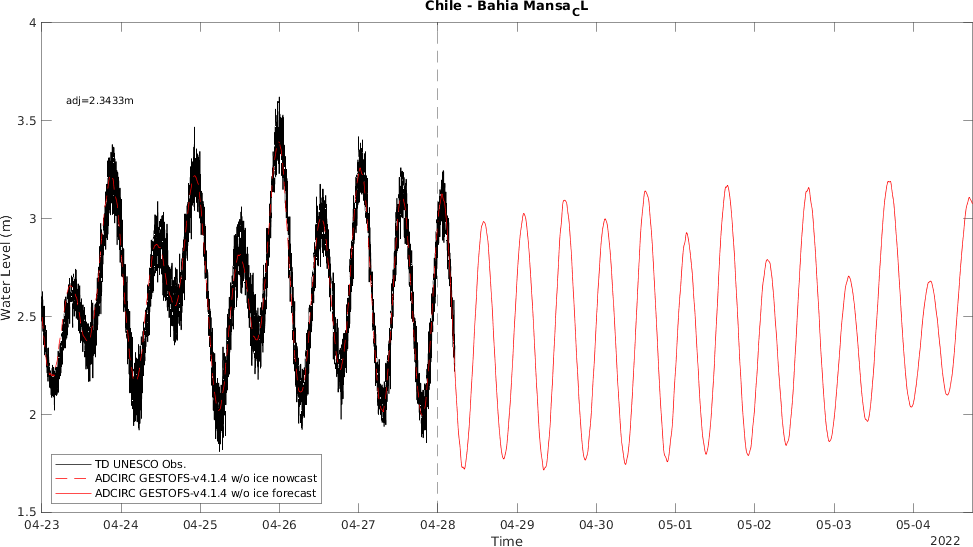 Chile - Bahia Mansa_CL
4
adj=2.3433m
3.5
3
2.5
2
1.5
Water Level (m)
TD UNESCO Obs.
ADCIRC GESTOFS-v4.1.4 w/o ice nowcast
ADCIRC GESTOFS-v4.1.4 w/o ice forecast
04-23 04-24 04-25 04-26 04-27 04-28 04-29 04-30 05-01 05-02 05-03 05-04
Time
2022